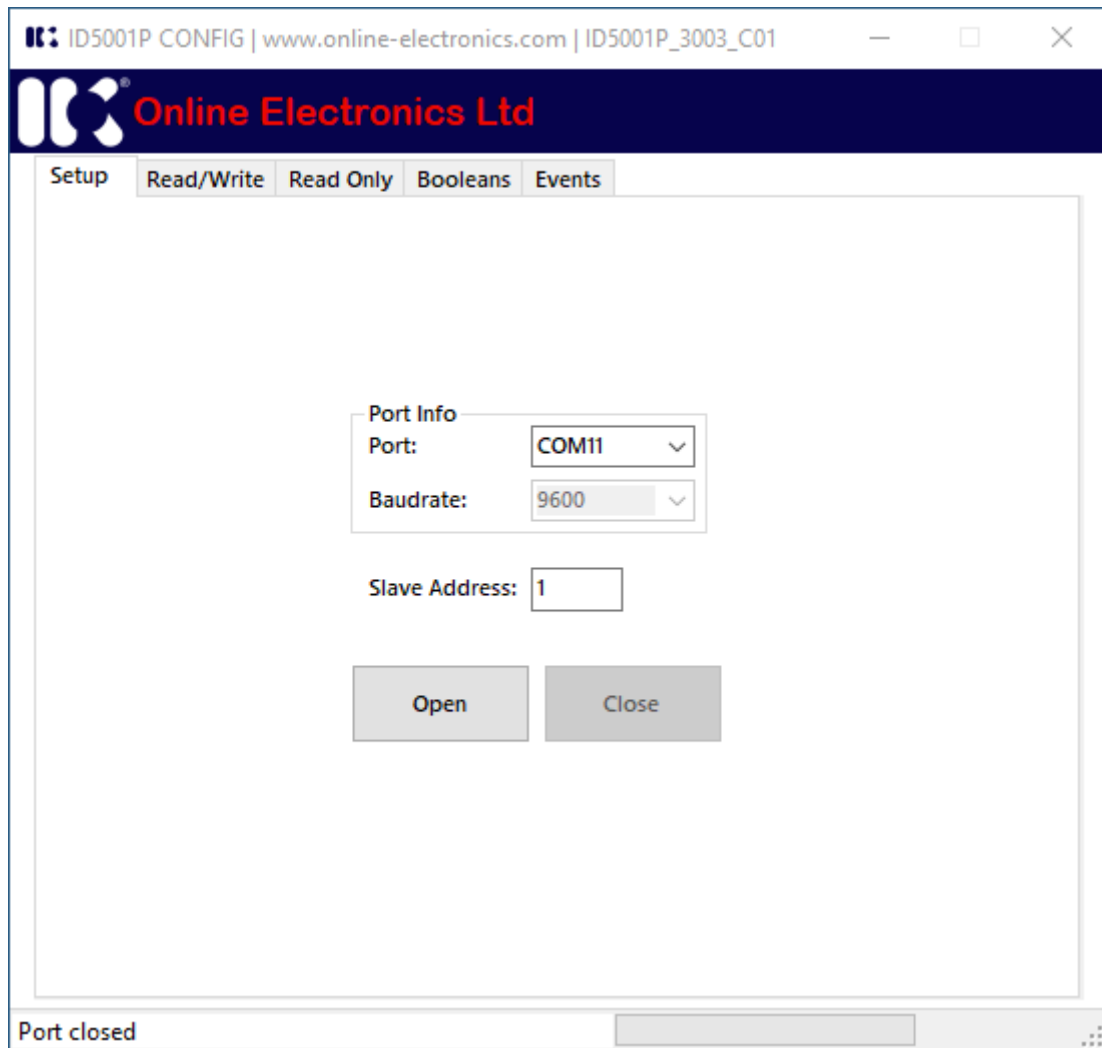 ID5001P CONFIG | www.online-electronics.com | ID5001P_3003_C01
® Online Electronics Ltd
Setup Read/Write Read Only Booleans Events
Port Info
Port: COM11
Baudrate: 9600
Slave Address: 1
Open Close
Port closed